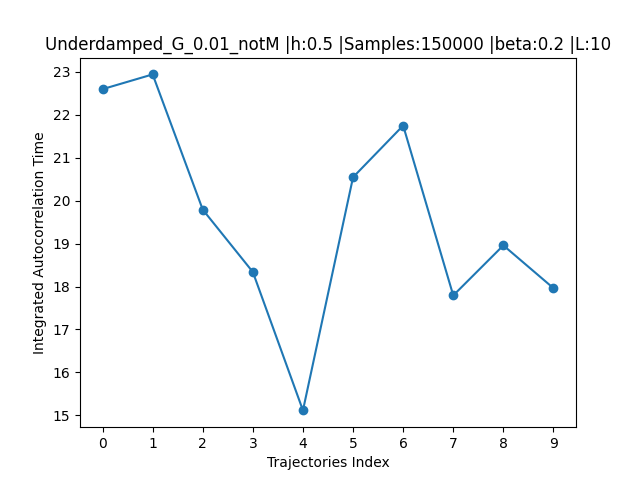 Underdamped_G_0.01_notM |h:0.5 |Samples:150000 |beta:0.2 |L:10
Integrated Autocorrelation Time
23
22
21
20
19
18
17
16
15
0 1 2 3 4 5 6 7 8 9
Trajectories Index